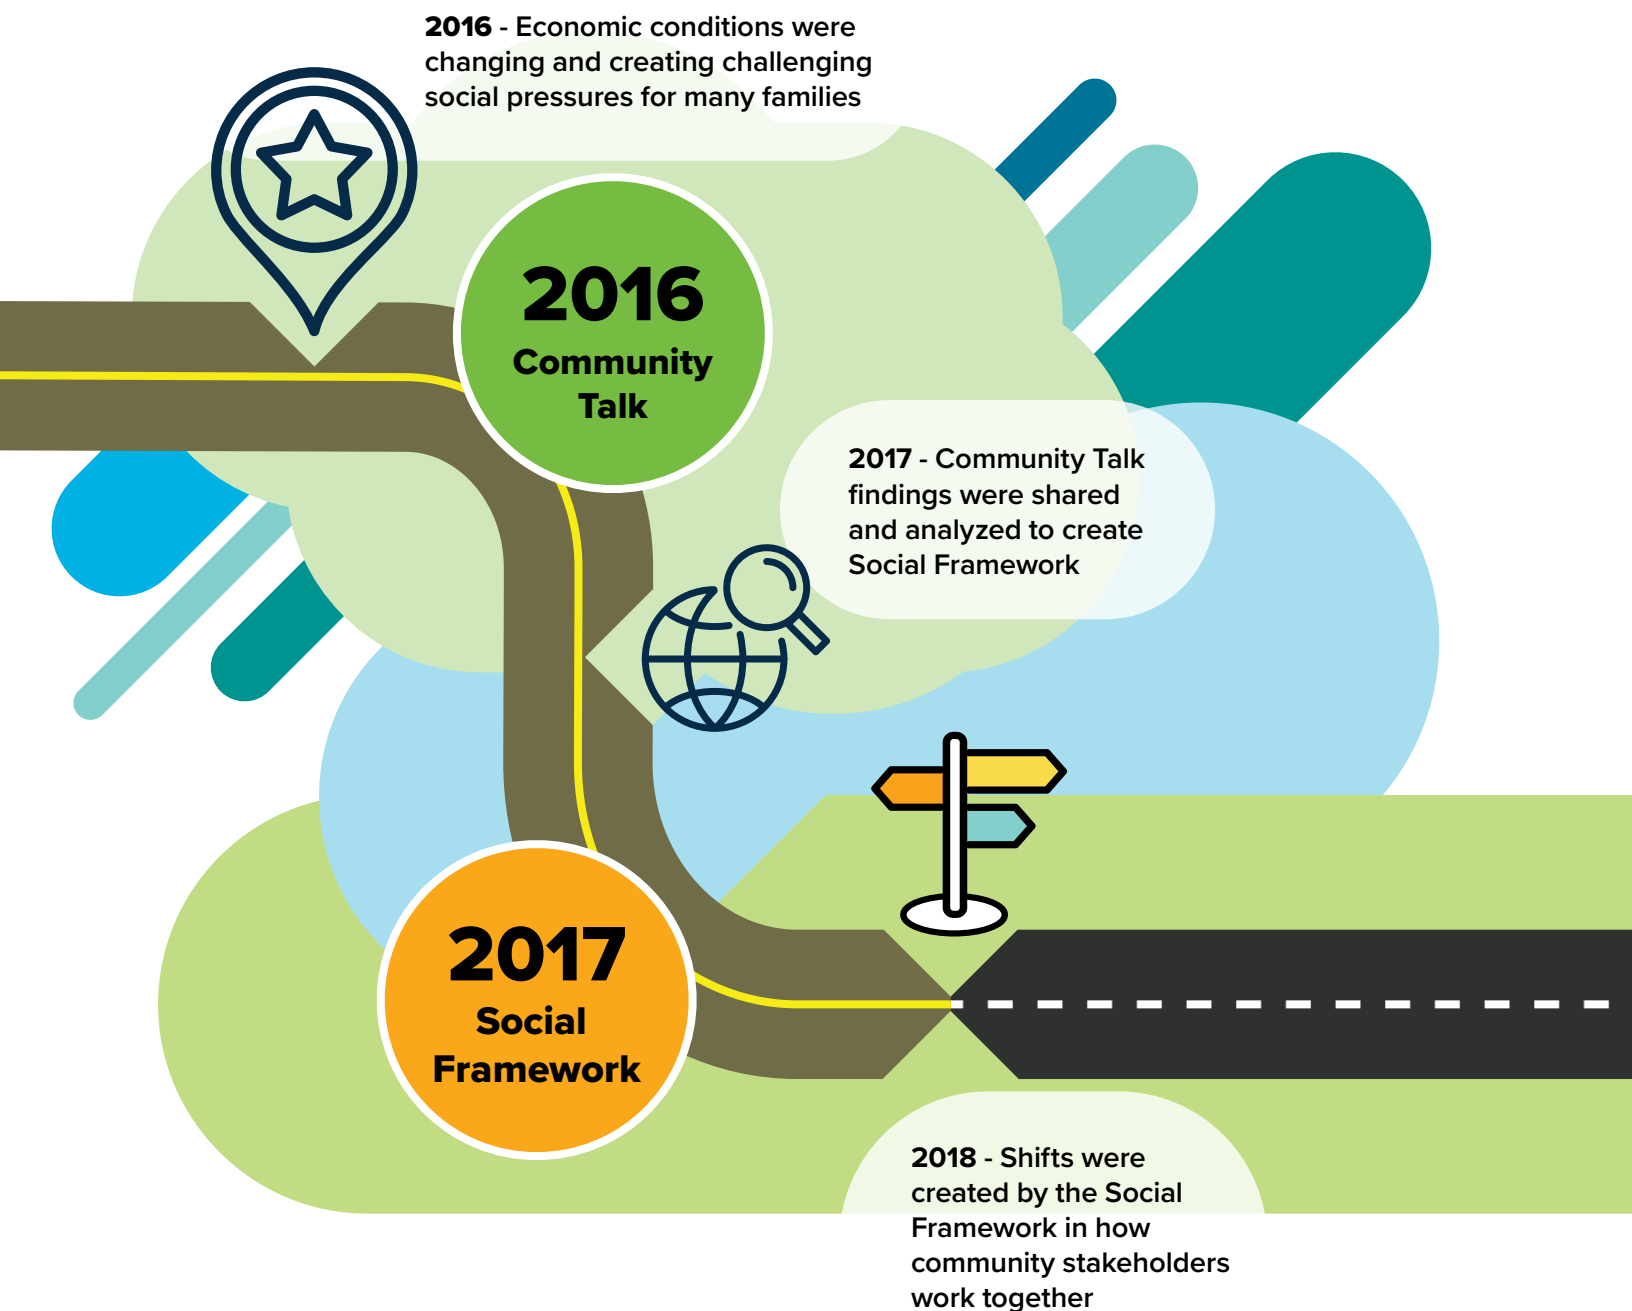 2016 - Economic conditions were
changing and creating challenging
social pressures for many families
2016
Community
Talk
2017 - Community Talk
findings were shared
and analyzed to create
Social Framework
2017
Social
Framework
2018 - Shifts were
created by the Social
Framework in how
community stakeholders
work together